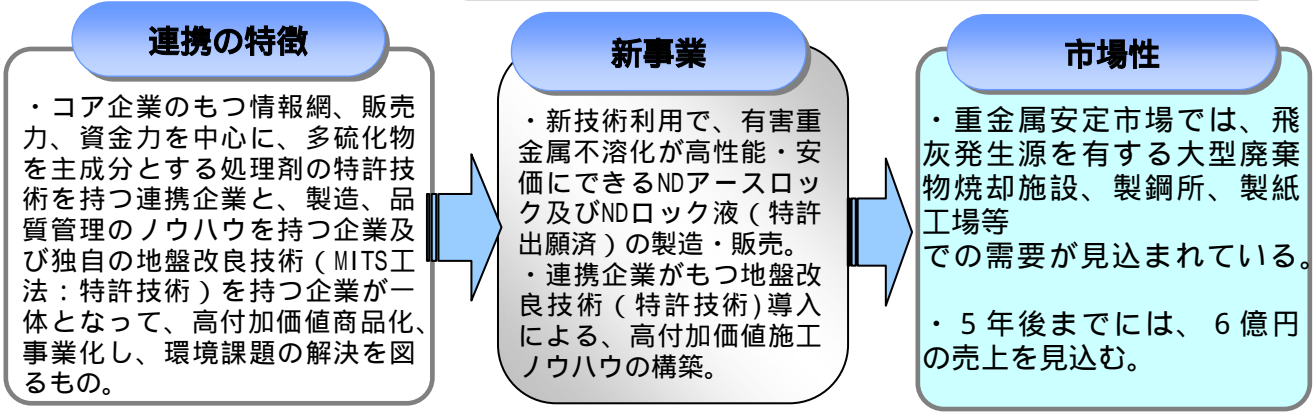 連携の特徴
・コア企業のもつ情報網、販売
力、資金力を中心に、多硫化物
を主成分とする処理剤の特許技
術を持つ連携企業と、製造、品
質管理のノウハウを持つ企業及
び独自の地盤改良技術（MITS工
法：特許技術）を持つ企業が一
体となって、高付加価値商品化、
事業化し、環境課題の解決を図
るもの。
新事業
・新技術利用で、有害重
金属不溶化が高性能・安
価にできるNDアースロッ
ク及びNDロック液（特許
出願済）の製造・販売。
・連携企業がもつ地盤改
良技術（特許技術)導入
による、高付加価値施工
ノウハウの構築。
市場性
・重金属安定市場では、飛
灰発生源を有する大型廃棄
物焼却施設、製鋼所、製紙
工場等
での需要が見込まれている。
・５年後までには、６億円
の売上を見込む。